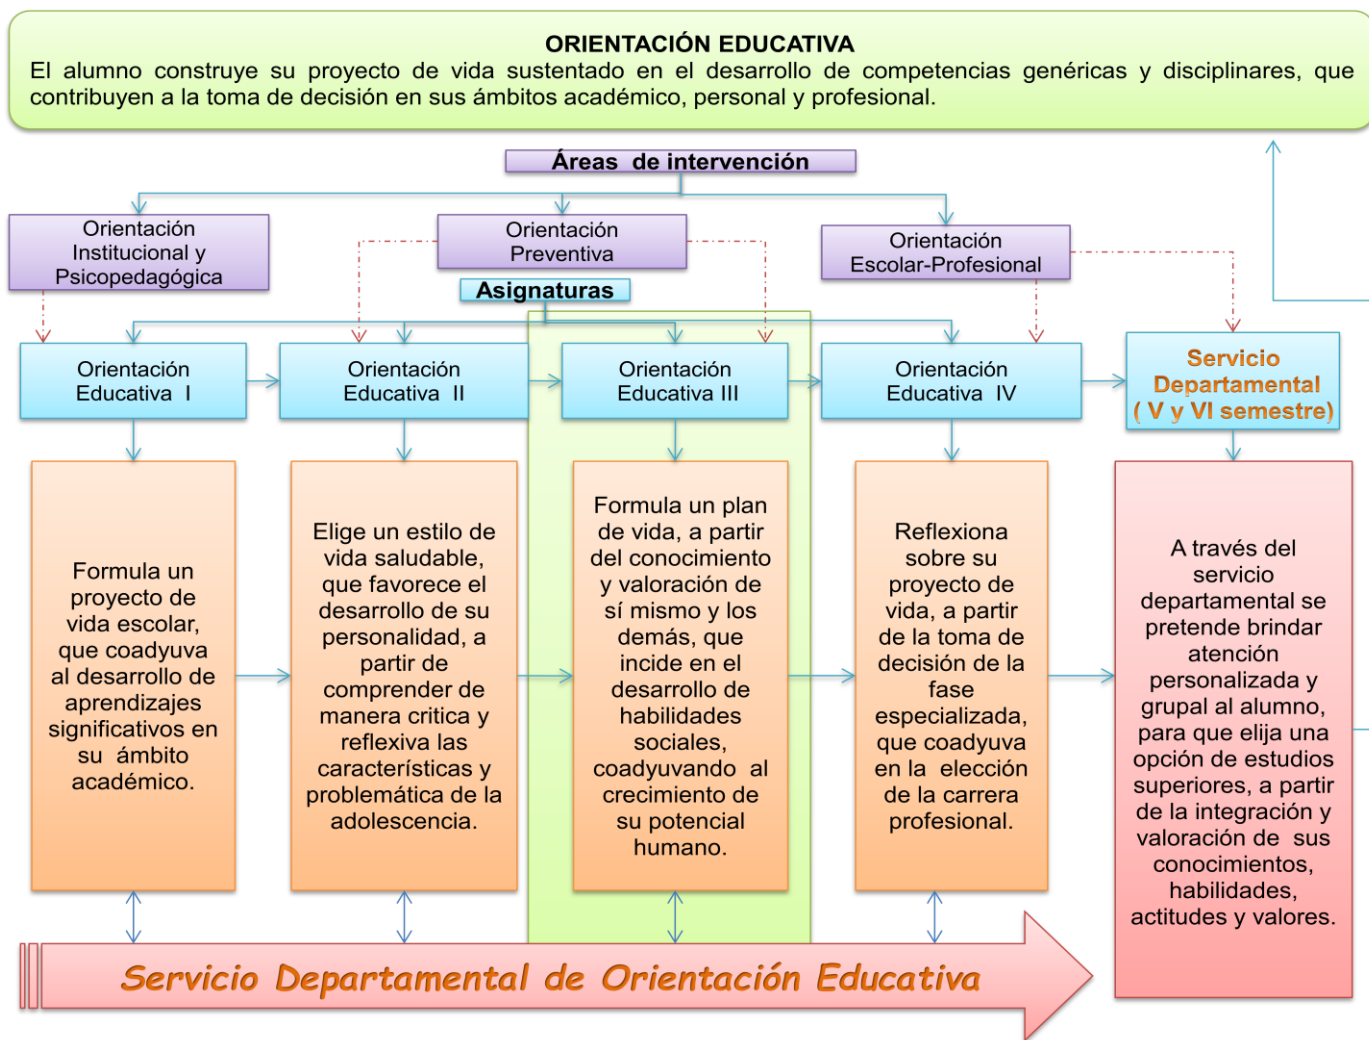 ORIENTACIÓN EDUCATIVA
El alumno construye su proyecto de vida sustentado en el desarrollo de competencias genéricas y disciplinares, que
contribuyen a la toma de decisión en sus ámbitos académico, personal y profesional.
Áreas de intervención
Orientación
Institucional y
Psicopedagógica
Orientación
Preventiva
Orientación
Escolar-Profesional
Asignaturas
Orientación
Educativa I
Orientación
Educativa II
Orientación
Educativa III
Orientación
Educativa IV
Servicio
Departamental
( V y VI semestre)
Formula un
proyecto de
vida escolar,
que coadyuva
al desarrollo de
aprendizajes
significativos en
su ámbito
académico.
Elige un estilo de
vida saludable,
que favorece el
desarrollo de su
personalidad, a
partir de
comprender de
manera critica y
reflexiva las
características y
problemática de la
adolescencia.
Formula un plan
de vida, a partir
del conocimiento
y valoración de
sí mismo y los
demás, que
incide en el
desarrollo de
habilidades
sociales,
coadyuvando al
crecimiento de
su potencial
humano.
Reflexiona
sobre su
proyecto de
vida, a partir
de la toma de
decisión de la
fase
especializada,
que coadyuva
en la elección
de la carrera
profesional.
A través del
servicio
departamental se
pretende brindar
atención
personalizada y
grupal al alumno,
para que elija una
opción de estudios
superiores, a partir
de la integración y
valoración de sus
conocimientos,
habilidades,
actitudes y valores.
Servicio Departamental de Orientación Educativa